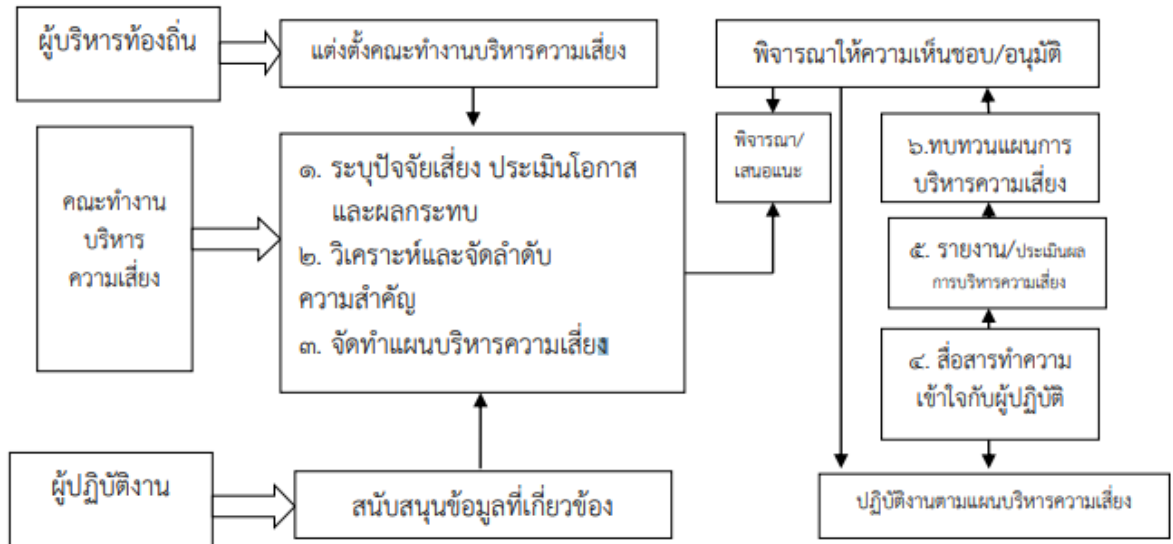 ผู้บริหารท้องถิ่น
แต่งตั้งคณะทำงานบริหารความเสี่ยง
พิจารณาให้ความเห็นชอบ/อนุมัติ
คณะทำงาน
บริหาร
ความเสี่ยง
๑. ระบุปัจจัยเสี่ยง ประเมินโอกาส
และผลกระทบ
๒. วิเคราะห์และจัดลำดับ
ความสำคัญ
๓. จัดทำแผนบริหารความเสี่ยง
พิจารณา/
เสนอแนะ
๖.ทบทวนแผนการ
บริหารความเสี่ยง
๕. รายงาน/ประเมินผล
การบริหารความเสี่ยง
๔. สื่อสารทำความ
เข้าใจกับผู้ปฏิบัติ
ผู้ปฏิบัติงาน
สนับสนุนข้อมูลที่เกี่ยวข้อง
ปฏิบัติงานตามแผนบริหารความเสี่ยง